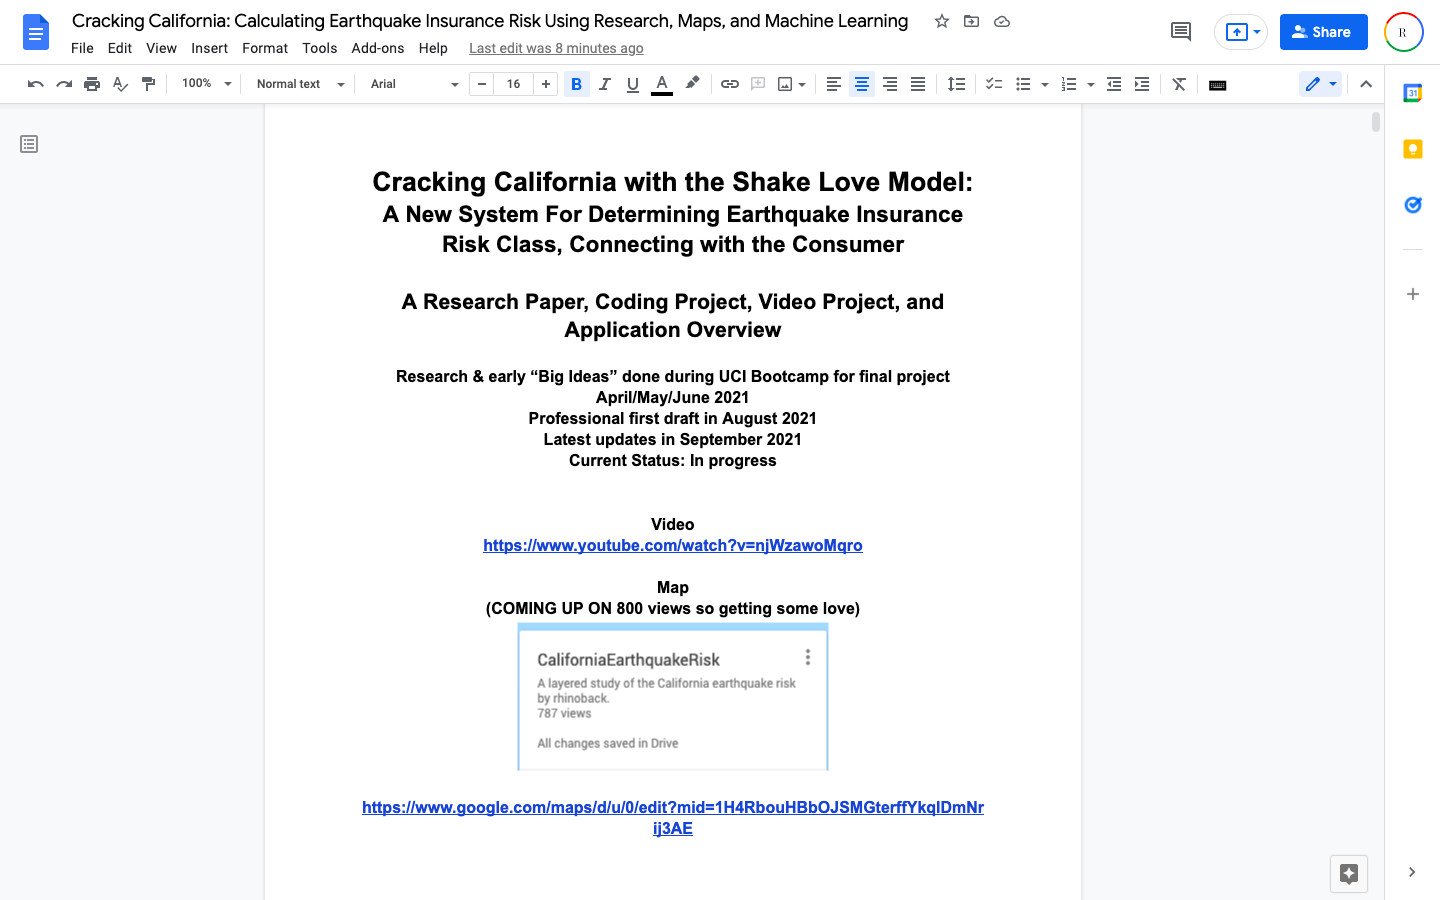 Cracking California: Calculating Earthquake Insurance Risk Using Research, Maps, and Machine Learning
File Edit View Insert Format Tools Add-ons Help Last edit was 8 minutes ago
Share
R
100% Normal text Arial 16 B I U A
31
Cracking California with the Shake Love Model:
A New System For Determining Earthquake Insurance
Risk Class, Connecting with the Consumer
A Research Paper, Coding Project, Video Project, and
Application Overview
Research & early “Big Ideas” done during UCI Bootcamp for final project
April/May/June 2021
Professional first draft in August 2021
Latest updates in September 2021
Current Status: In progress
Video
https://www.youtube.com/watch?v=njWzawoMqro
Map
(COMING UP ON 800 views so getting some love)
CaliforniaEarthquakeRisk
A layered study of the California earthquake risk
by rhinoback.
787 views
All changes saved in Drive
https://www.google.com/maps/d/u/0/edit?mid=1H4RbouHBbOJSMGterffYkqlDmNr
ij3AE